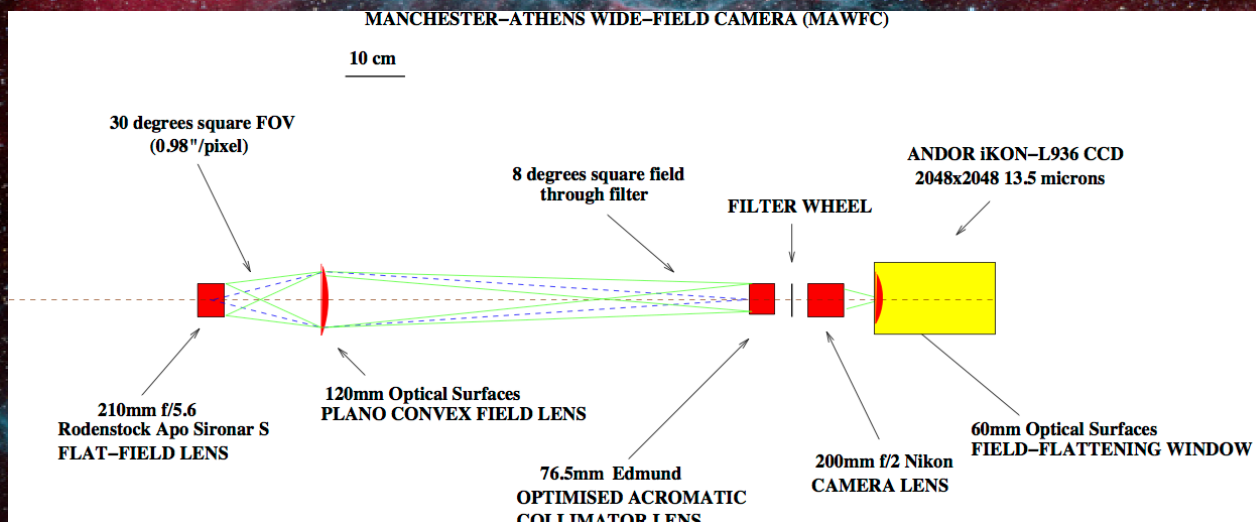 MANCHESTER–ATHENS WIDE–FIELD CAMERA (MAWFC)
10 cm
30 degrees square FOV
(0.98"/pixel)
8 degrees square field
through filter
FILTER WHEEL
ANDOR iKON–L936 CCD
2048x2048 13.5 microns
210mm f/5.6
Rodenstock Apo Sironar S
FLAT–FIELD LENS
120mm Optical Surfaces
PLANO CONVEX FIELD LENS
76.5mm Edmund
OPTIMISED ACROMATIC
COLLIMATOR LENS
200mm f/2 Nikon
CAMERA LENS
60mm Optical Surfaces
FIELD–FLATTENING WINDOW